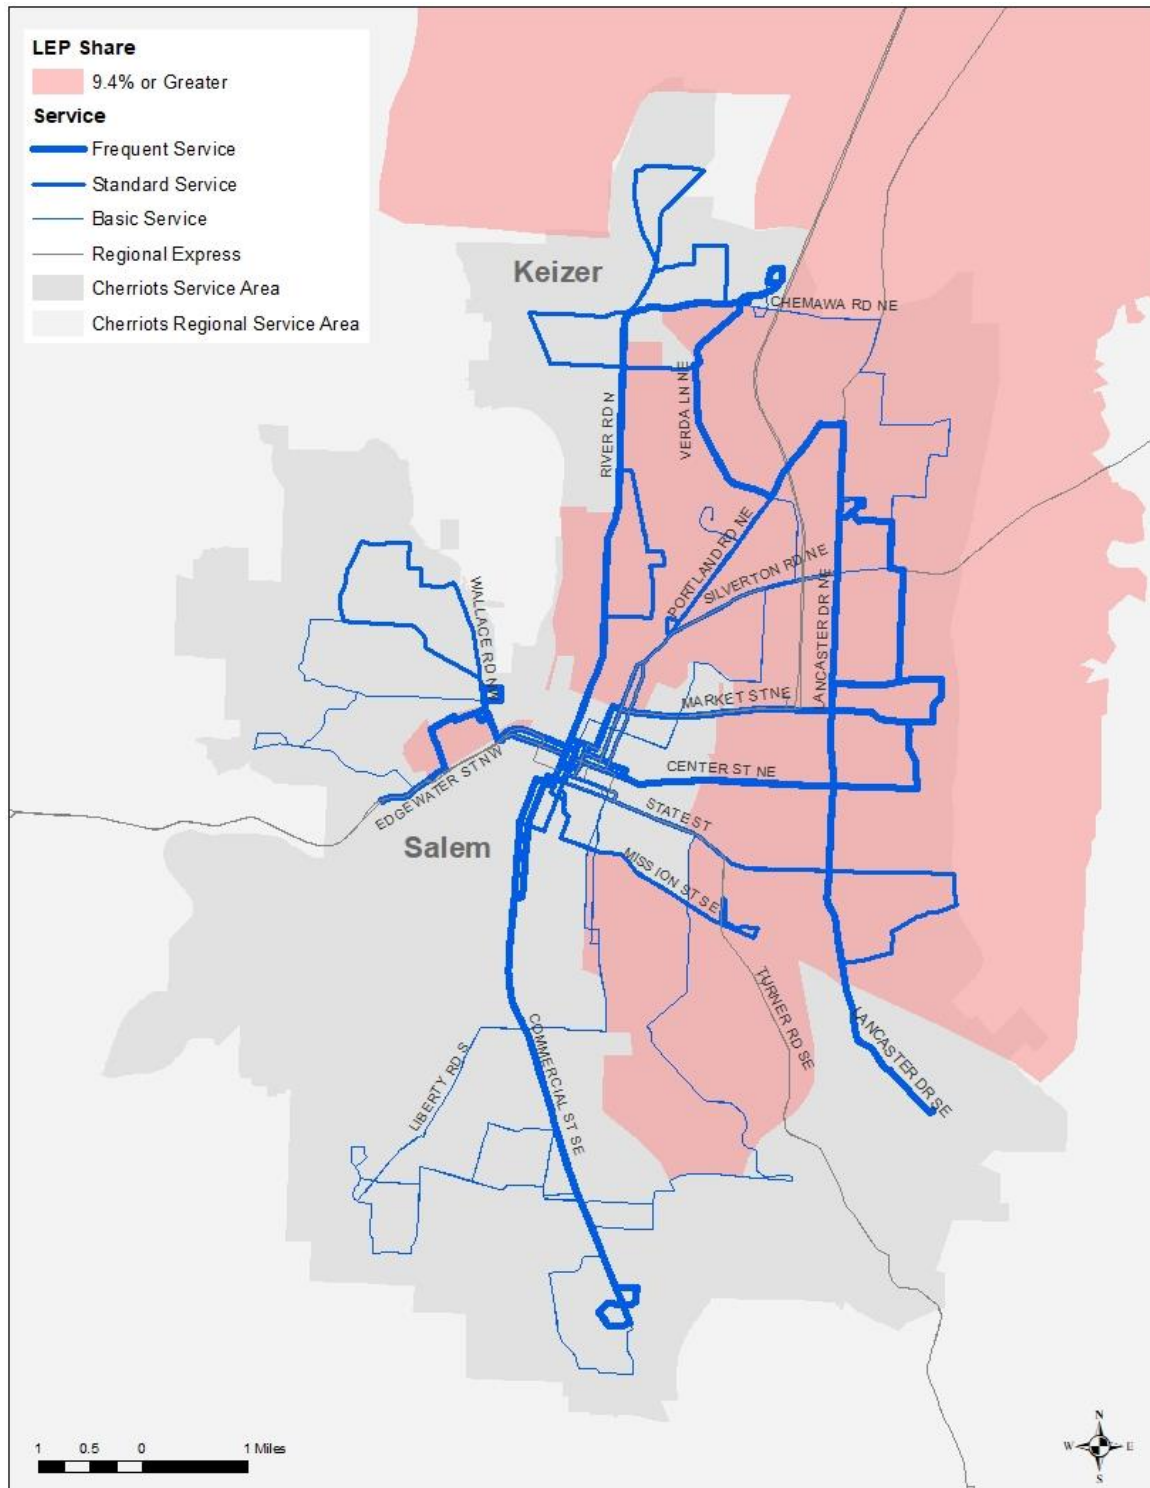 LEP Share
9.4% or Greater
Service
Frequent Service
Standard Service
Basic Service
Regional Express
Cherriots Service Area
Cherriots Regional Service Area
Keizer
CHEMAWA RD NE
RIVER RD N
VERDA LN NE
PORTLAND RD NE
SILVERTON RD NE
LANCASTER DR NE
WALLACE RD NW
MARKET ST NE
CENTER ST NE
EDGEWATER ST NW
STATE ST
Salem
MISSION ST SE
TURNER RD SE
LANCASTER DR SE
COMMERCIAL ST SE
LIBERTY RD S
1 0.5 0 1 Miles
N
W E
S